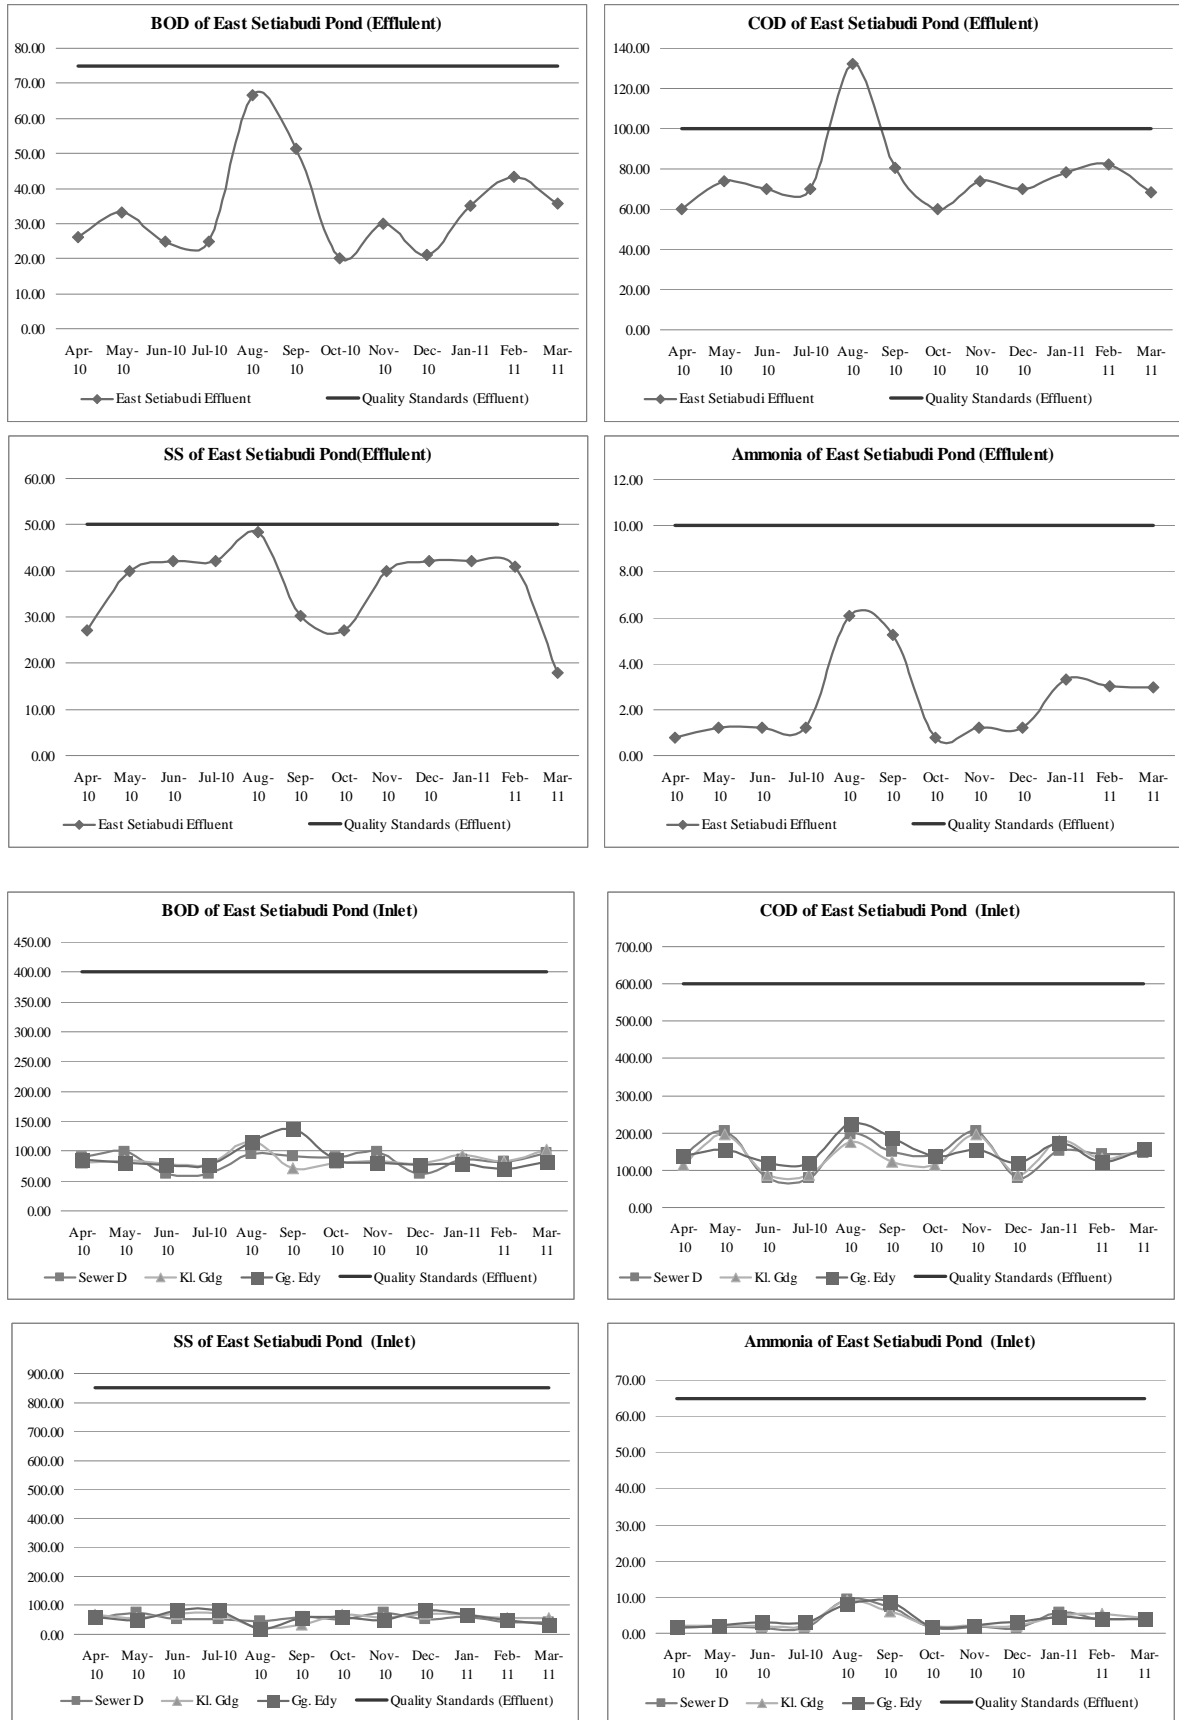 BOD of East Setiabudi Pond (Efflulent)
80.00
70.00
60.00
50.00
40.00
30.00
20.00
10.00
0.00
Apr- May- Jun-10 Jul-10 Aug- Sep- Oct-10 Nov- Dec- Jan-11 Feb- Mar-
10 10 10 10 10 10 11 11
East Setiabudi Effluent Quality Standards (Effluent)
COD of East Setiabudi Pond (Efflulent)
140.00
120.00
100.00
80.00
60.00
40.00
20.00
0.00
Apr- May- Jun- Jul-10 Aug- Sep- Oct- Nov- Dec- Jan-11 Feb- Mar-
10 10 10 10 10 10 10 10 11 11
East Setiabudi Effluent Quality Standards (Effluent)
SS of East Setiabudi Pond(Efflulent)
60.00
50.00
40.00
30.00
20.00
10.00
0.00
Apr- May- Jun- Jul-10 Aug- Sep- Oct- Nov- Dec- Jan-11 Feb- Mar-
10 10 10 10 10 10 10 10 11 11
East Setiabudi Effluent Quality Standards (Effluent)
Ammonia of East Setiabudi Pond (Efflulent)
12.00
10.00
8.00
6.00
4.00
2.00
0.00
Apr- May- Jun- Jul-10 Aug- Sep- Oct- Nov- Dec- Jan-11 Feb- Mar-
10 10 10 10 10 10 10 10 11 11
East Setiabudi Effluent Quality Standards (Effluent)
BOD of East Setiabudi Pond (Inlet)
450.00
400.00
350.00
300.00
250.00
200.00
150.00
100.00
50.00
0.00
Apr- May- Jun- Jul-10 Aug- Sep- Oct- Nov- Dec- Jan-11 Feb- Mar-
10 10 10 10 10 10 10 10 11 11
Sewer D Kl. Gdg Gg. Edy Quality Standards (Effluent)
COD of East Setiabudi Pond (Inlet)
700.00
600.00
500.00
400.00
300.00
200.00
100.00
0.00
Apr- May- Jun- Jul-10 Aug- Sep- Oct- Nov- Dec- Jan-11 Feb- Mar-
10 10 10 10 10 10 10 10 11 11
Sewer D Kl. Gdg Gg. Edy Quality Standards (Effluent)
SS of East Setiabudi Pond (Inlet)
900.00
800.00
700.00
600.00
500.00
400.00
300.00
200.00
100.00
0.00
Apr- May- Jun- Jul-10 Aug- Sep- Oct- Nov- Dec- Jan-11 Feb- Mar-
10 10 10 10 10 10 10 10 11 11
Sewer D Kl. Gdg Gg. Edy Quality Standards (Effluent)
Ammonia of East Setiabudi Pond (Inlet)
70.00
60.00
50.00
40.00
30.00
20.00
10.00
0.00
Apr- May- Jun- Jul-10 Aug- Sep- Oct- Nov- Dec- Jan-11 Feb- Mar-
10 10 10 10 10 10 10 10 11 11
Sewer D Kl. Gdg Gg. Edy Quality Standards (Effluent)